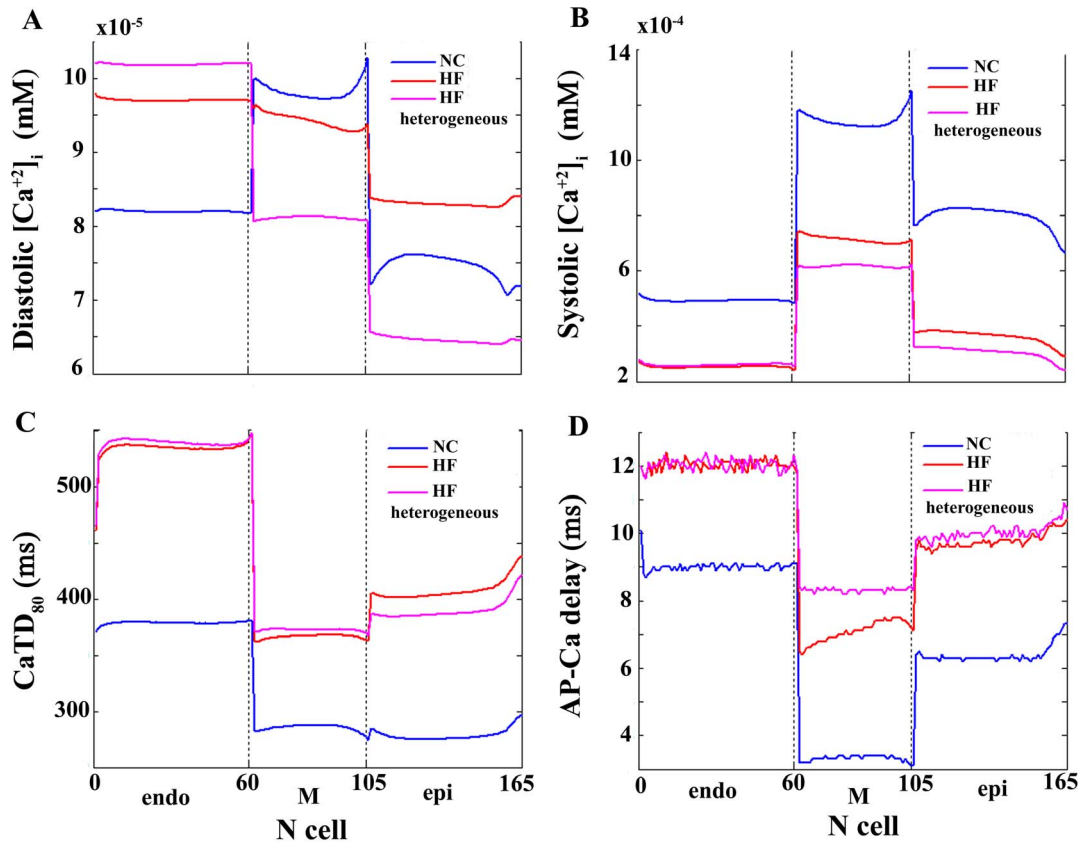 A
x10-5
NC
HF
HF
heterogeneous
10
9
8
7
6
Diastolic [Ca+2]i (mM)
B
x10-4
NC
HF
HF
heterogeneous
14
10
6
2
Systolic [Ca+2]i (mM)
C
NC
HF
HF
heterogeneous
500
400
300
CaTD80 (ms)
0
60
105
165
endo
M
epi
N cell
D
NC
HF
HF
heterogeneous
12
10
8
6
4
AP-Ca delay (ms)
0
60
105
165
endo
M
epi
N cell